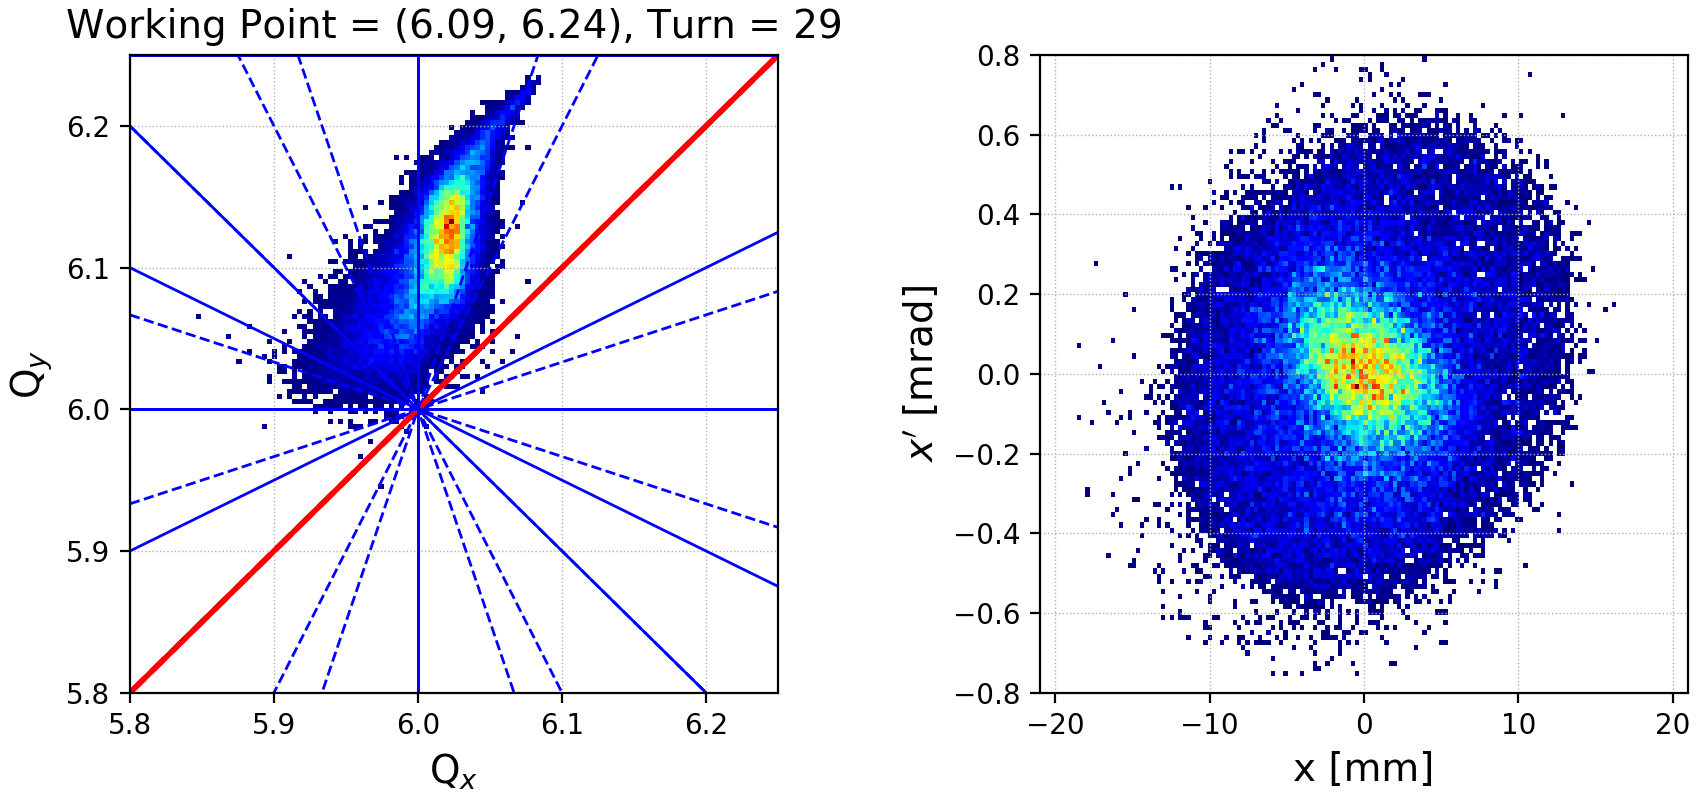 Working Point = (6.09, 6.24), Turn = 29
Qy
6.2
6.1
6.0
5.9
5.8
5.8 5.9 6.0 6.1 6.2
Qx
x′ [mrad]
0.8
0.6
0.4
0.2
0.0
−0.2
−0.4
−0.6
−0.8
−20 −10 0 10 20
x [mm]